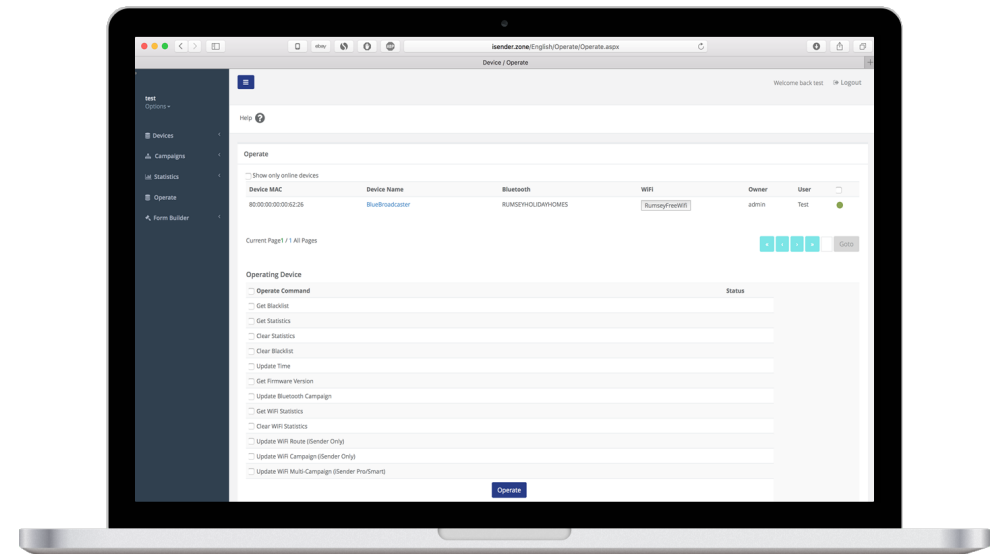 ebay
ABP
isender.zone/English/Operate/Operate.aspx
Device / Operate
Welcome back test Logout
test
Options
Help ?
Devices
Campaigns
Statistics
Operate
Form Builder
Operate
Show only online devices
Device MAC Device Name Bluetooth WiFi Owner User
80:00:00:00:00:62:26 BlueBroadcaster RUMSEYHOLIDAYHOMES RumseyFreeWifi admin Test
Current Page1 / 1 All Pages
Goto
Operating Device
Operate Command Status
Get Blacklist
Get Statistics
Clear Statistics
Clear Blacklist
Update Time
Get Firmware Version
Update Bluetooth Campaign
Get WiFi Statistics
Clear WiFi Statistics
Update WiFi Route (iSender Only)
Update WiFi Campaign (iSender Only)
Update WiFi Multi-Campaign (iSender Pro/Smart)
Operate